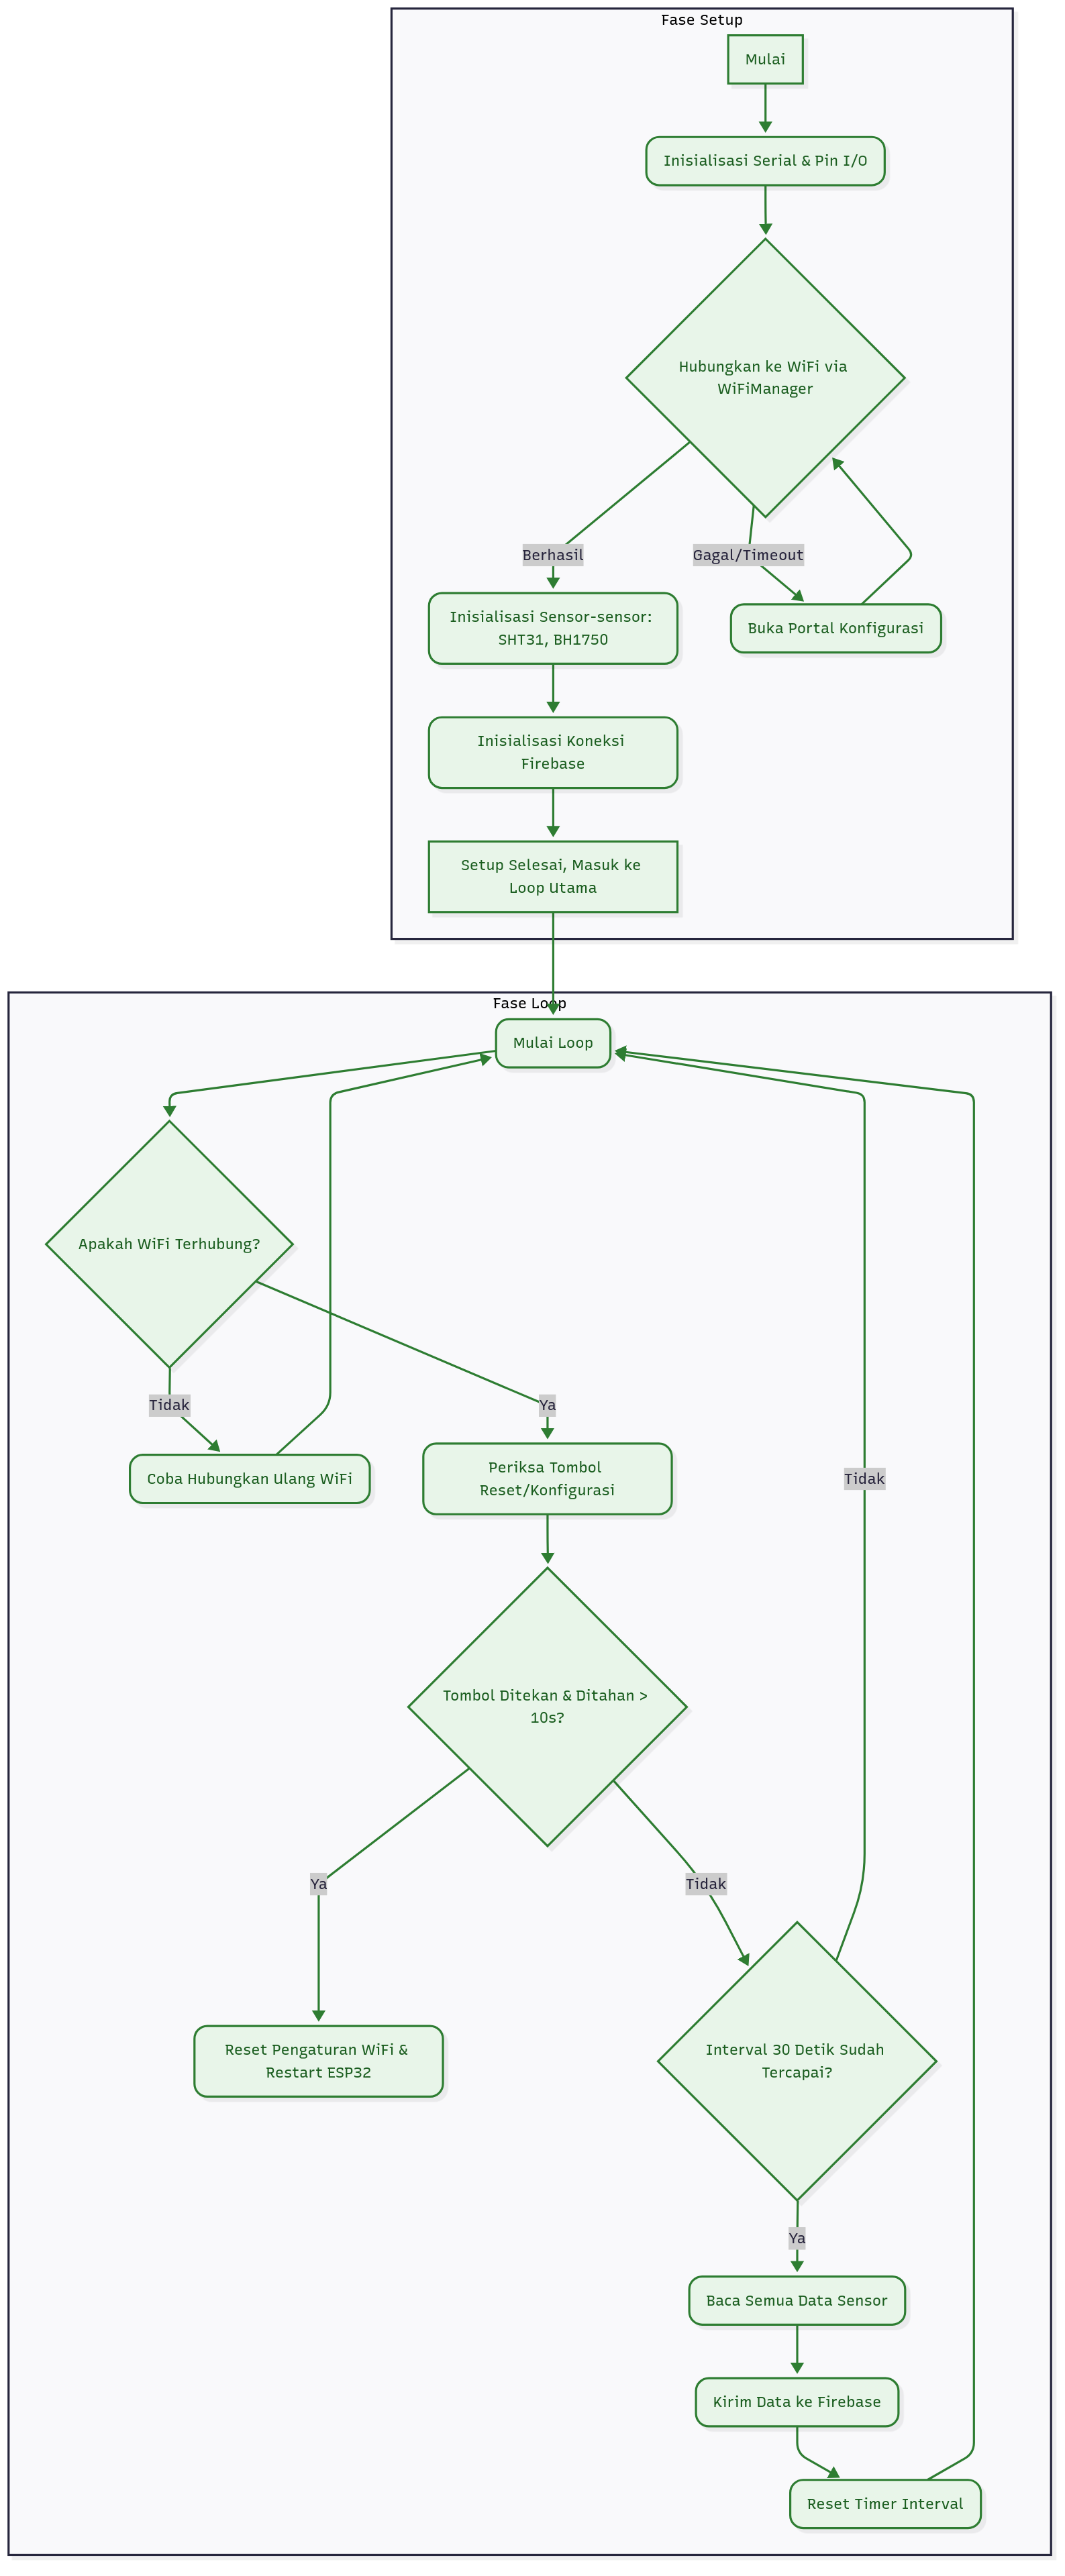 Fase Setup
Mulai
Inisialisasi Serial & Pin I/O
Hubungkan ke WiFi via
WiFiManager
Berhasil
Gagal/Timeout
Inisialisasi Sensor-sensor:
SHT31, BH1750
Buka Portal Konfigurasi
Inisialisasi Koneksi
Firebase
Setup Selesai, Masuk ke
Loop Utama
Fase Loop
Mulai Loop
Apakah WiFi Terhubung?
Tidak
Ya
Coba Hubungkan Ulang WiFi
Periksa Tombol
Reset/Konfigurasi
Tidak
Tombol Ditekan & Ditahan >
10s?
Ya
Tidak
Reset Pengaturan WiFi &
Restart ESP32
Interval 30 Detik Sudah
Tercapai?
Ya
Baca Semua Data Sensor
Kirim Data ke Firebase
Reset Timer Interval